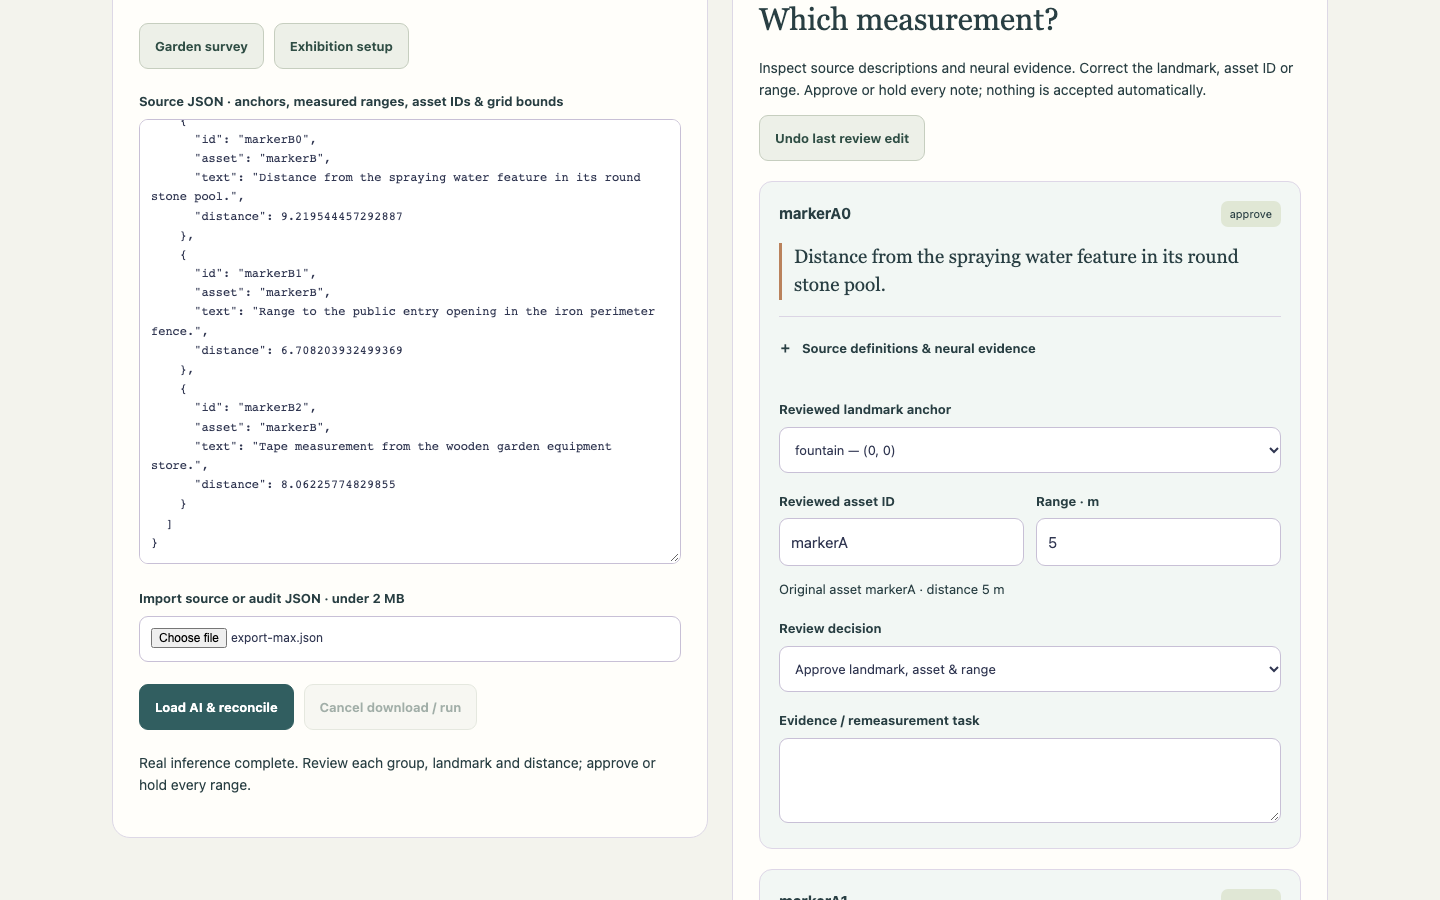 Garden survey
Exhibition setup
Source JSON · anchors, measured ranges, asset IDs & grid bounds
{
"id": "markerB0",
"asset": "markerB",
"text": "Distance from the spraying water feature in its round
stone pool.",
"distance": 9.219544457292887
},
{
"id": "markerB1",
"asset": "markerB",
"text": "Range to the public entry opening in the iron perimeter
fence.",
"distance": 6.708203932499369
},
{
"id": "markerB2",
"asset": "markerB",
"text": "Tape measurement from the wooden garden equipment
store.",
"distance": 8.06225774829855
}
]
}
Import source or audit JSON · under 2 MB
Choose file export-max.json
Load AI & reconcile
Cancel download / run
Real inference complete. Review each group, landmark and distance; approve or
hold every range.
Which measurement?
Inspect source descriptions and neural evidence. Correct the landmark, asset ID or
range. Approve or hold every note; nothing is accepted automatically.
Undo last review edit
markerA0
approve
Distance from the spraying water feature in its round
stone pool.
+ Source definitions & neural evidence
Reviewed landmark anchor
fountain — (0, 0)
Reviewed asset ID
Range · m
markerA
5
Original asset markerA · distance 5 m
Review decision
Approve landmark, asset & range
Evidence / remeasurement task
markerA1